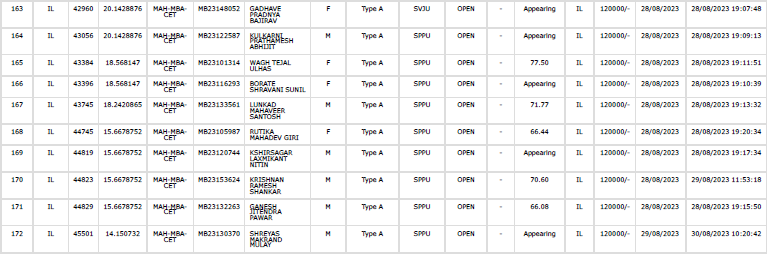 163 IL 42960 20.1428876 MAH-MBA-CET MB23148052 GADHAVE PRADNYA BAJIRAV F Type A SVJU OPEN - Appearing IL 120000/- 28/08/2023 28/08/2023 19:07:48
164 IL 43056 20.1428876 MAH-MBA-CET MB23122587 KULKARNI PRATHAMESH ABHIJIT M Type A SPPU OPEN - Appearing IL 120000/- 28/08/2023 28/08/2023 19:09:13
165 IL 43384 18.568147 MAH-MBA-CET MB23101314 WAGH TEJAL ULHAS F Type A SPPU OPEN - 77.50 IL 120000/- 28/08/2023 28/08/2023 19:11:51
166 IL 43396 18.568147 MAH-MBA-CET MB23116293 BORATE SHRAVANI SUNIL F Type A SPPU OPEN - Appearing IL 120000/- 28/08/2023 28/08/2023 19:10:39
167 IL 43745 18.2420865 MAH-MBA-CET MB23133561 LUNKAD MAHAVEER SANTOSH M Type A SPPU OPEN - 71.77 IL 120000/- 28/08/2023 28/08/2023 19:13:32
168 IL 44745 15.6678752 MAH-MBA-CET MB23105987 RUTIKA MAHADEV GIRI F Type A SPPU OPEN - 66.44 IL 120000/- 28/08/2023 28/08/2023 19:20:34
169 IL 44819 15.6678752 MAH-MBA-CET MB23120744 KSHIRSAGAR LAXMIKANT NITIN M Type A SPPU OPEN - Appearing IL 120000/- 28/08/2023 28/08/2023 19:17:34
170 IL 44823 15.6678752 MAH-MBA-CET MB23153624 KRISHNAN RAMESH SHANKAR M Type A SPPU OPEN - 70.60 IL 120000/- 28/08/2023 29/08/2023 11:53:18
171 IL 44829 15.6678752 MAH-MBA-CET MB23132263 GANESH JITENDRA PAWAR M Type A SPPU OPEN - 66.08 IL 120000/- 28/08/2023 28/08/2023 19:15:50
172 IL 45501 14.150732 MAH-MBA-CET MB23130370 SHREYAS MAKRAND MULAY M Type A SPPU OPEN - Appearing IL 120000/- 29/08/2023 30/08/2023 10:20:42